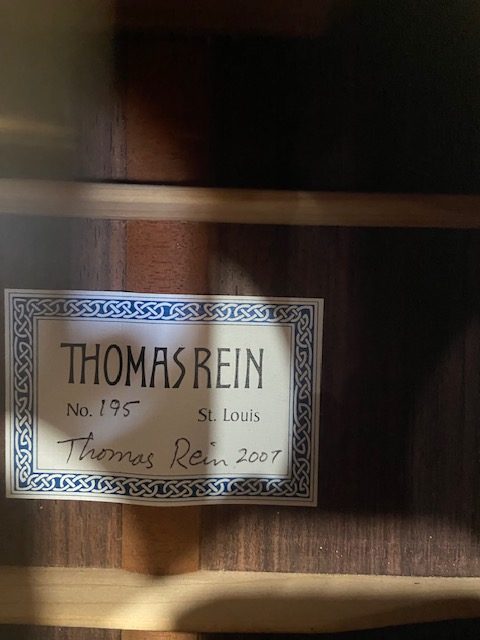 THOMAS REIN
No. 195 St. Louis
Thomas Rein 2007